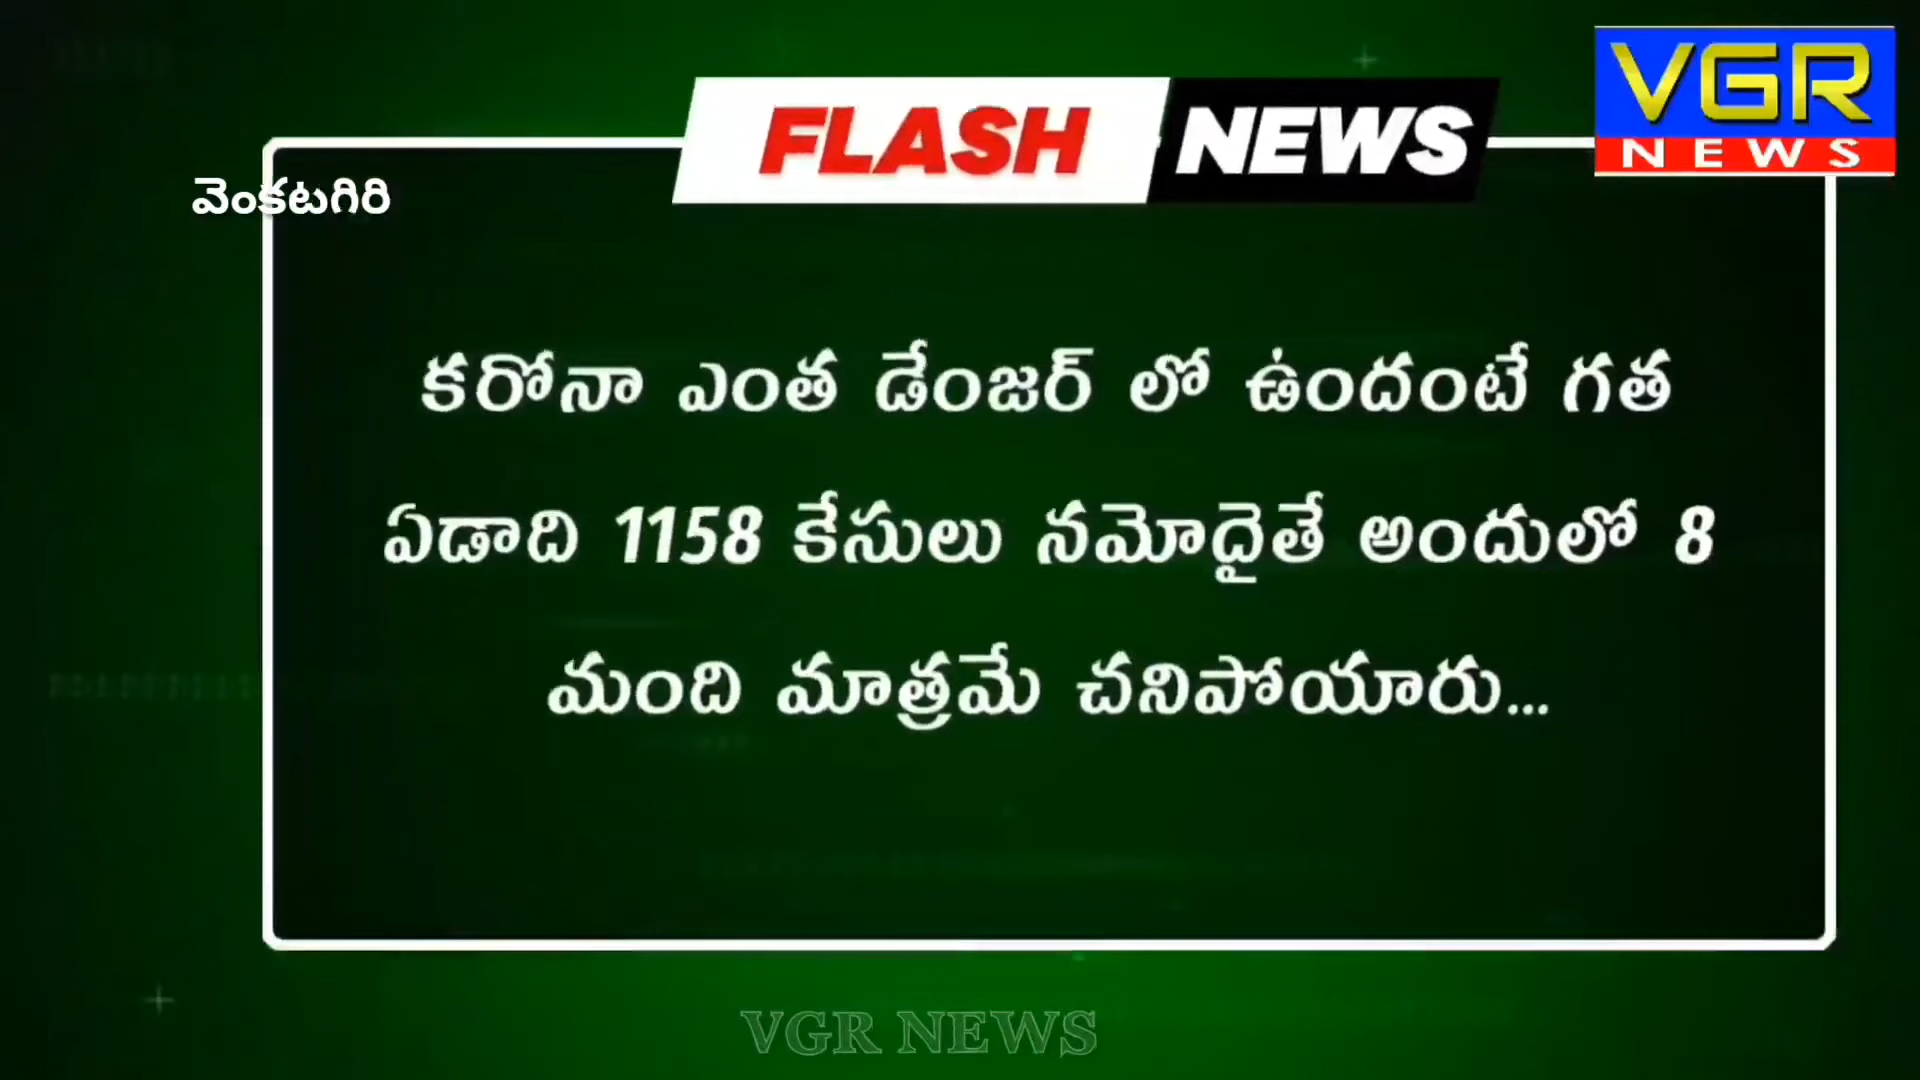 VGR
NEWS
FLASH NEWS
వెంకటగిరి
కరోనా ఎంత డేంజర్ లో ఉందంటే గత
ఏడాది 1158 కేసులు నమోదైతే అందులో 8
మంది మాత్రమే చనిపోయారు...
VGR NEWS